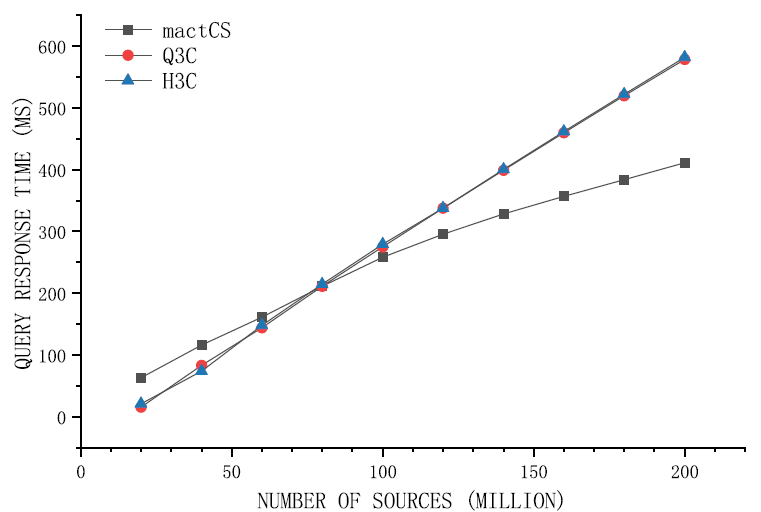 mactCS
Q3C
H3C
600
500
400
300
200
100
0
QUERY RESPONSE TIME (MS)
0 50 100 150 200
NUMBER OF SOURCES (MILLION)